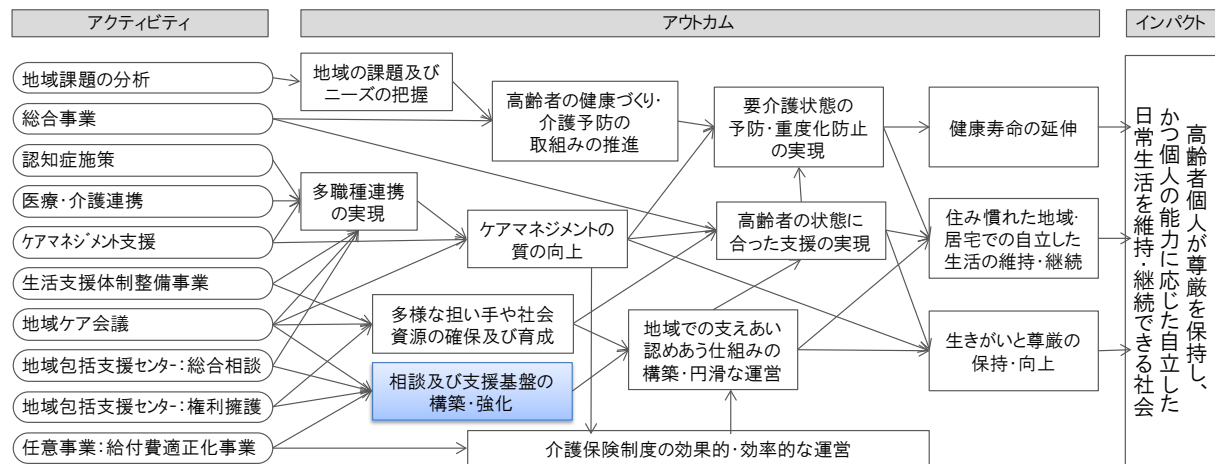 アクティビティ
アウトカム
インパクト
地域課題の分析
総合事業
認知症施策
医療・介護連携
ケアマネジメント支援
生活支援体制整備事業
地域ケア会議
地域包括支援センター：総合相談
地域包括支援センター：権利擁護
任意事業：給付費適正化事業
地域の課題及び
ニーズの把握
多職種連携
の実現
高齢者の健康づくり・
介護予防の
取組みの推進
ケアマネジメントの
質の向上
多様な担い手や社会
資源の確保及び育成
相談及び支援基盤の
構築・強化
要介護状態の
予防・重度化防止
の実現
高齢者の状態に
合った支援の実現
地域での支えあい
認めあう仕組みの
構築・円滑な運営
介護保険制度の効果的・効率的な運営
健康寿命の延伸
住み慣れた地域・
居宅での自立した
生活の維持・継続
生きがいと尊厳の
保持・向上
高齢者個人が尊厳を保持し、
かつ個人の能力に応じた自立した
日常生活を維持・継続できる社会